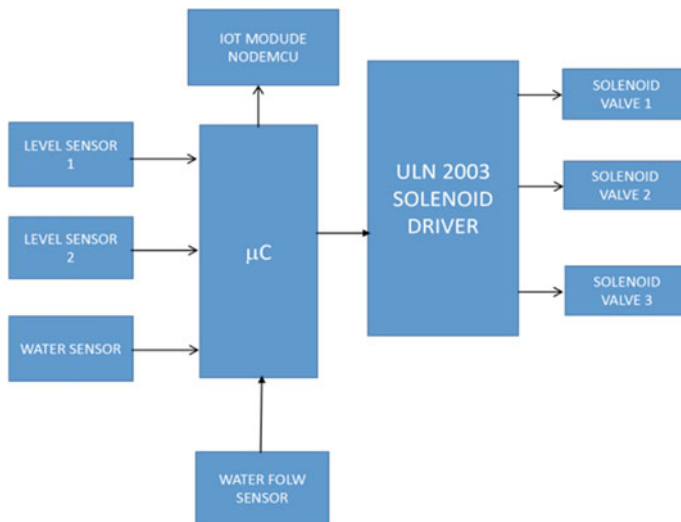 IOT MODUDE
NODEMCU
LEVEL SENSOR
1
LEVEL SENSOR
2
WATER SENSOR
μC
WATER FOLW
SENSOR
ULN 2003
SOLENOID
DRIVER
SOLENOID
VALVE 1
SOLENOID
VALVE 2
SOLENOID
VALVE 3